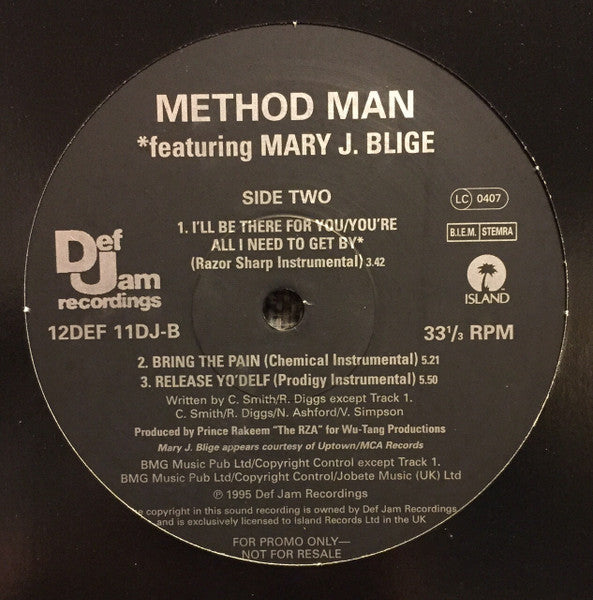 METHOD MAN
*featuring MARY J. BLIGE
SIDE TWO
LC 0407
1. I'LL BE THERE FOR YOU/YOU'RE
ALL I NEED TO GET BY*
(Razor Sharp Instrumental) 3.42
B.I.E.M. STEMRA
Def
Jam
recordings
ISLAND
12DEF 11DJ-B
33 1/3 RPM
2. BRING THE PAIN (Chemical Instrumental) 5.21
3. RELEASE YO'DELF (Prodigy Instrumental) 5.50
Written by C. Smith/R. Diggs except Track 1.
C. Smith/R. Diggs/N. Ashford/V. Simpson
Produced by Prince Rakeem "The RZA" for Wu-Tang Productions
Mary J. Blige appears courtesy of Uptown/MCA Records
BMG Music Pub Ltd/Copyright Control except Track 1.
BMG Music Pub Ltd/Copyright Control/Jobete Music (UK) Ltd
℗ 1995 Def Jam Recordings
copyright in this sound recording is owned by Def Jam Recordings
and is exclusively licensed to Island Records Ltd in the UK
FOR PROMO ONLY—
NOT FOR RESALE